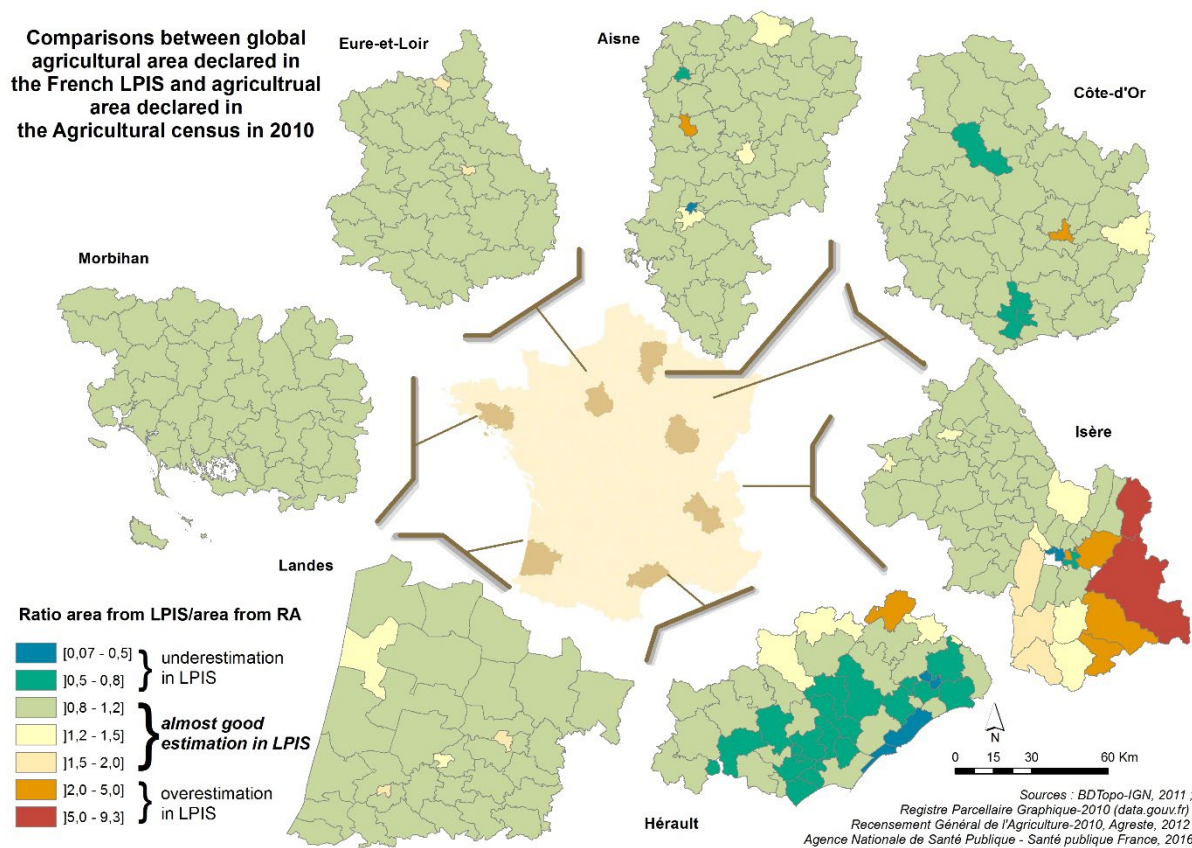 Comparisons between global
agricultural area declared in
the French LPIS and agricultrual
area declared in
the Agricultural census in 2010
Eure-et-Loir
Aisne
Côte-d'Or
Morbihan
Isère
Landes
Hérault
Ratio area from LPIS/area from RA
]0,07 - 0,5]
]0,5 - 0,8]
]0,8 - 1,2]
]1,2 - 1,5]
]1,5 - 2,0]
]2,0 - 5,0]
]5,0 - 9,3]
underestimation
in LPIS
almost good
estimation in LPIS
overestimation
in LPIS
N
0 15 30 60 Km
Sources : BDTopo-IGN, 2011 ;
Registre Parcellaire Graphique-2010 (data.gouv.fr)
Recensement Général de l'Agriculture-2010, Agreste, 2012
Agence Nationale de Santé Publique - Santé publique France, 2016